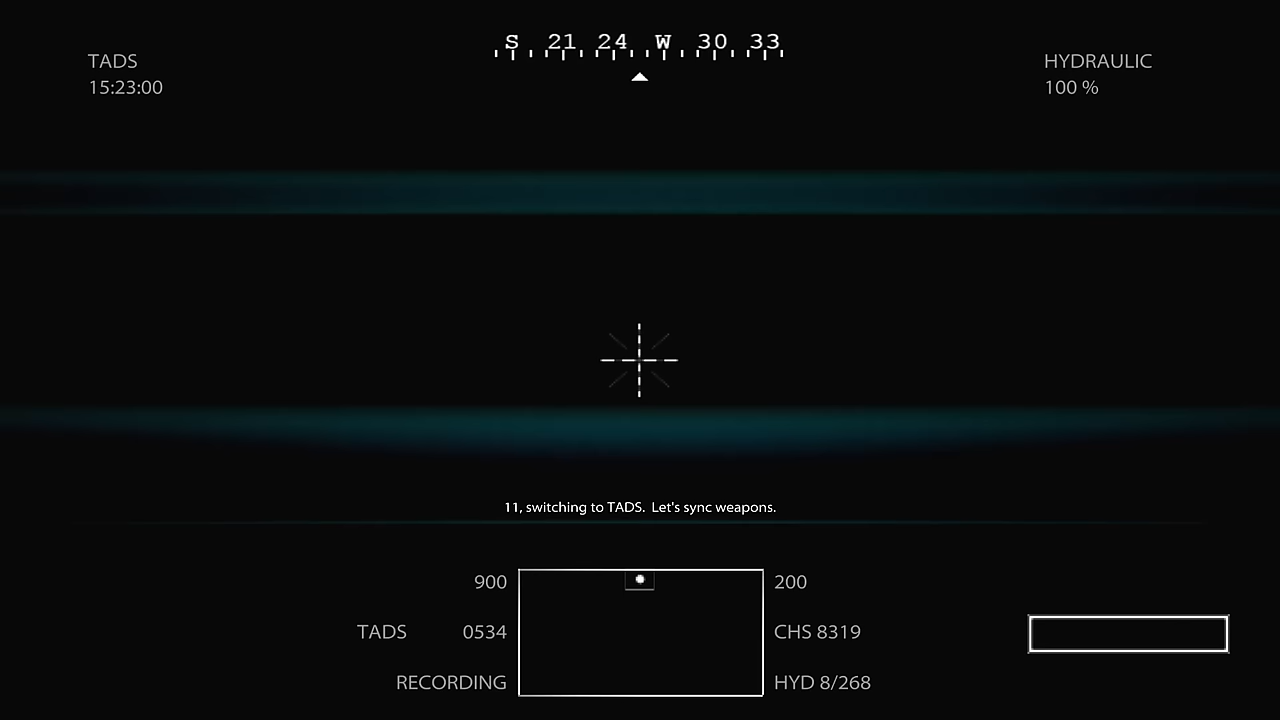 S 21 24 W 30 33
TADS
15:23:00
HYDRAULIC
100 %
11, switching to TADS.  Let's sync weapons.
900
200
TADS 0534
CHS 8319
RECORDING
HYD 8/268